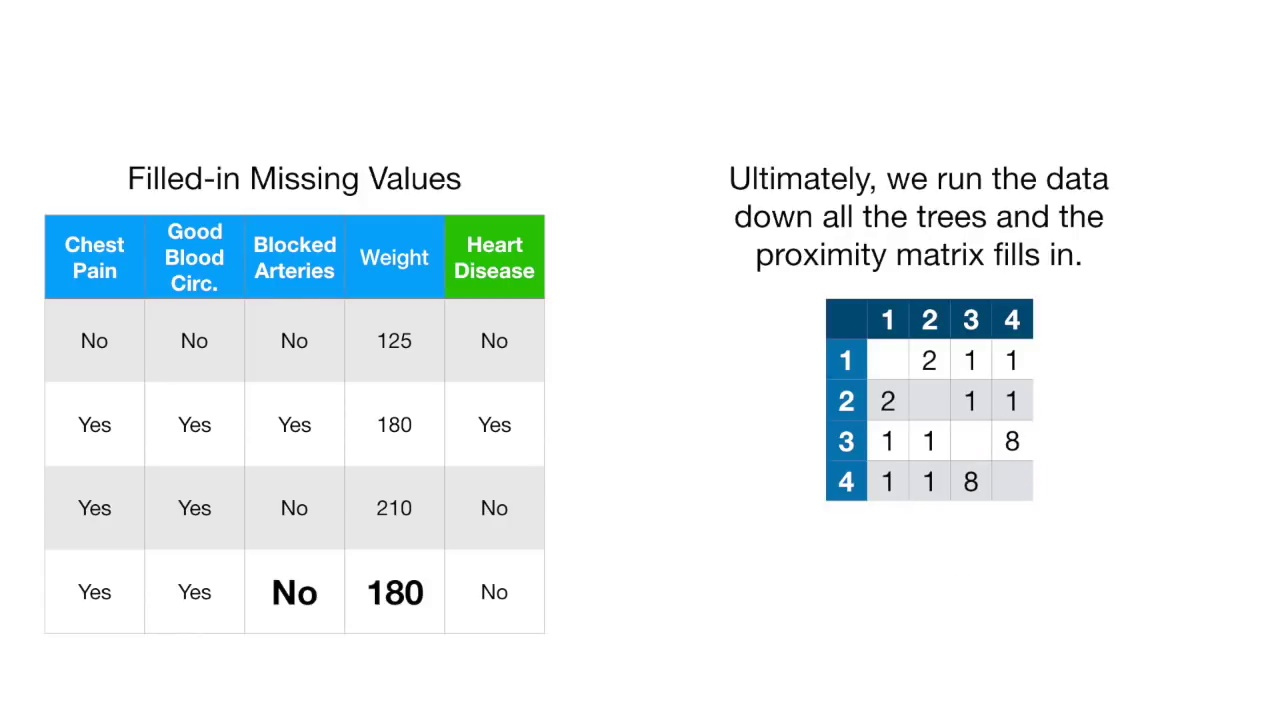 Filled-in Missing Values
Chest Pain Good Blood Circ. Blocked Arteries Weight Heart Disease
No No No 125 No
Yes Yes Yes 180 Yes
Yes Yes No 210 No
Yes Yes No 180 No
Ultimately, we run the data
down all the trees and the
proximity matrix fills in.
1 2 3 4
1 2 1 1
2 2 1 1
3 1 1 8
4 1 1 8